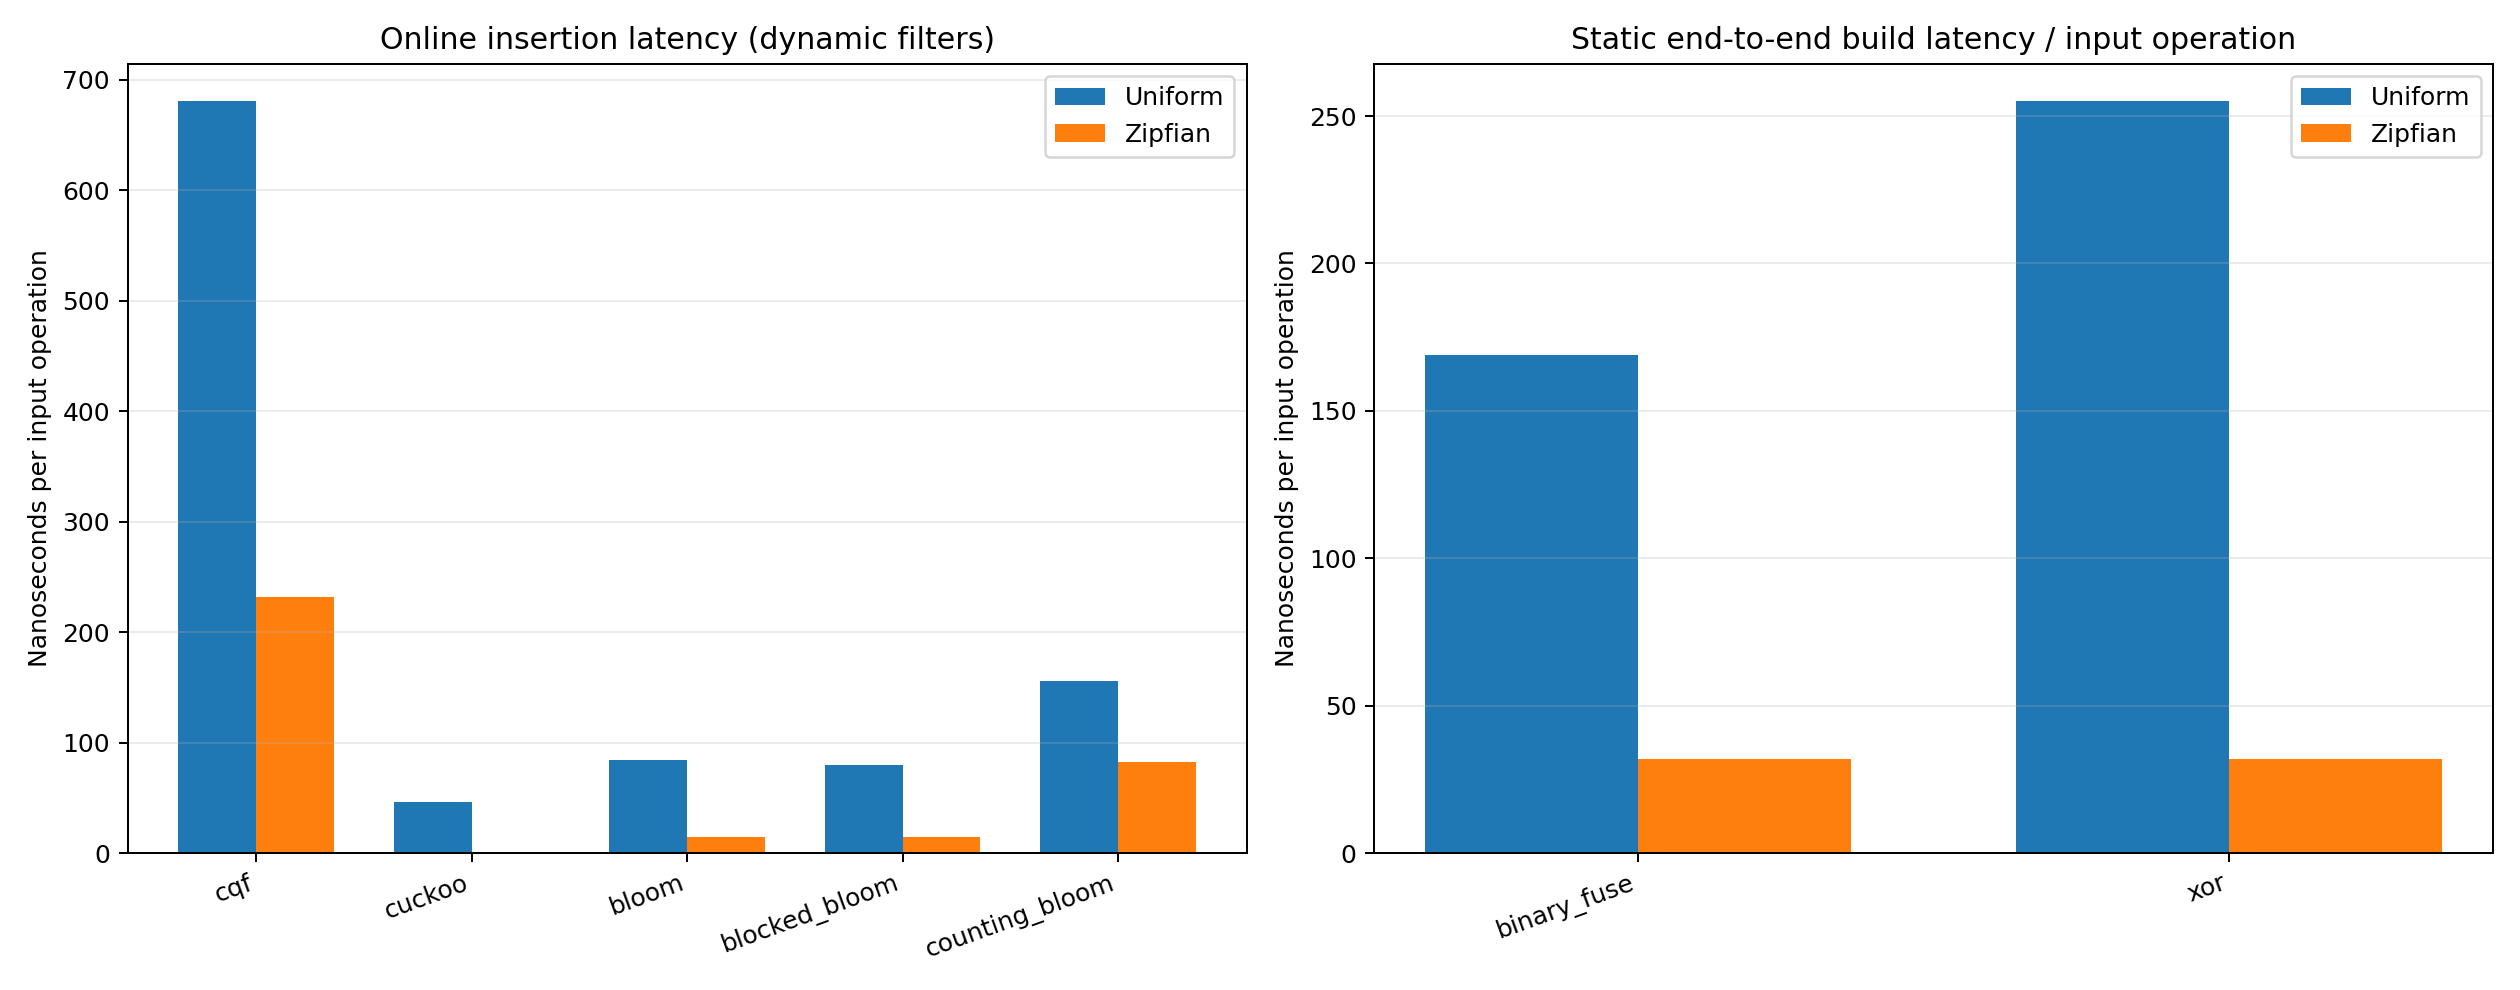 Online insertion latency (dynamic filters)
Nanoseconds per input operation
700
600
500
400
300
200
100
0
Uniform
Zipfian
cqf
cuckoo
bloom
blocked_bloom
counting_bloom
Static end-to-end build latency / input operation
Nanoseconds per input operation
250
200
150
100
50
0
Uniform
Zipfian
binary_fuse
xor